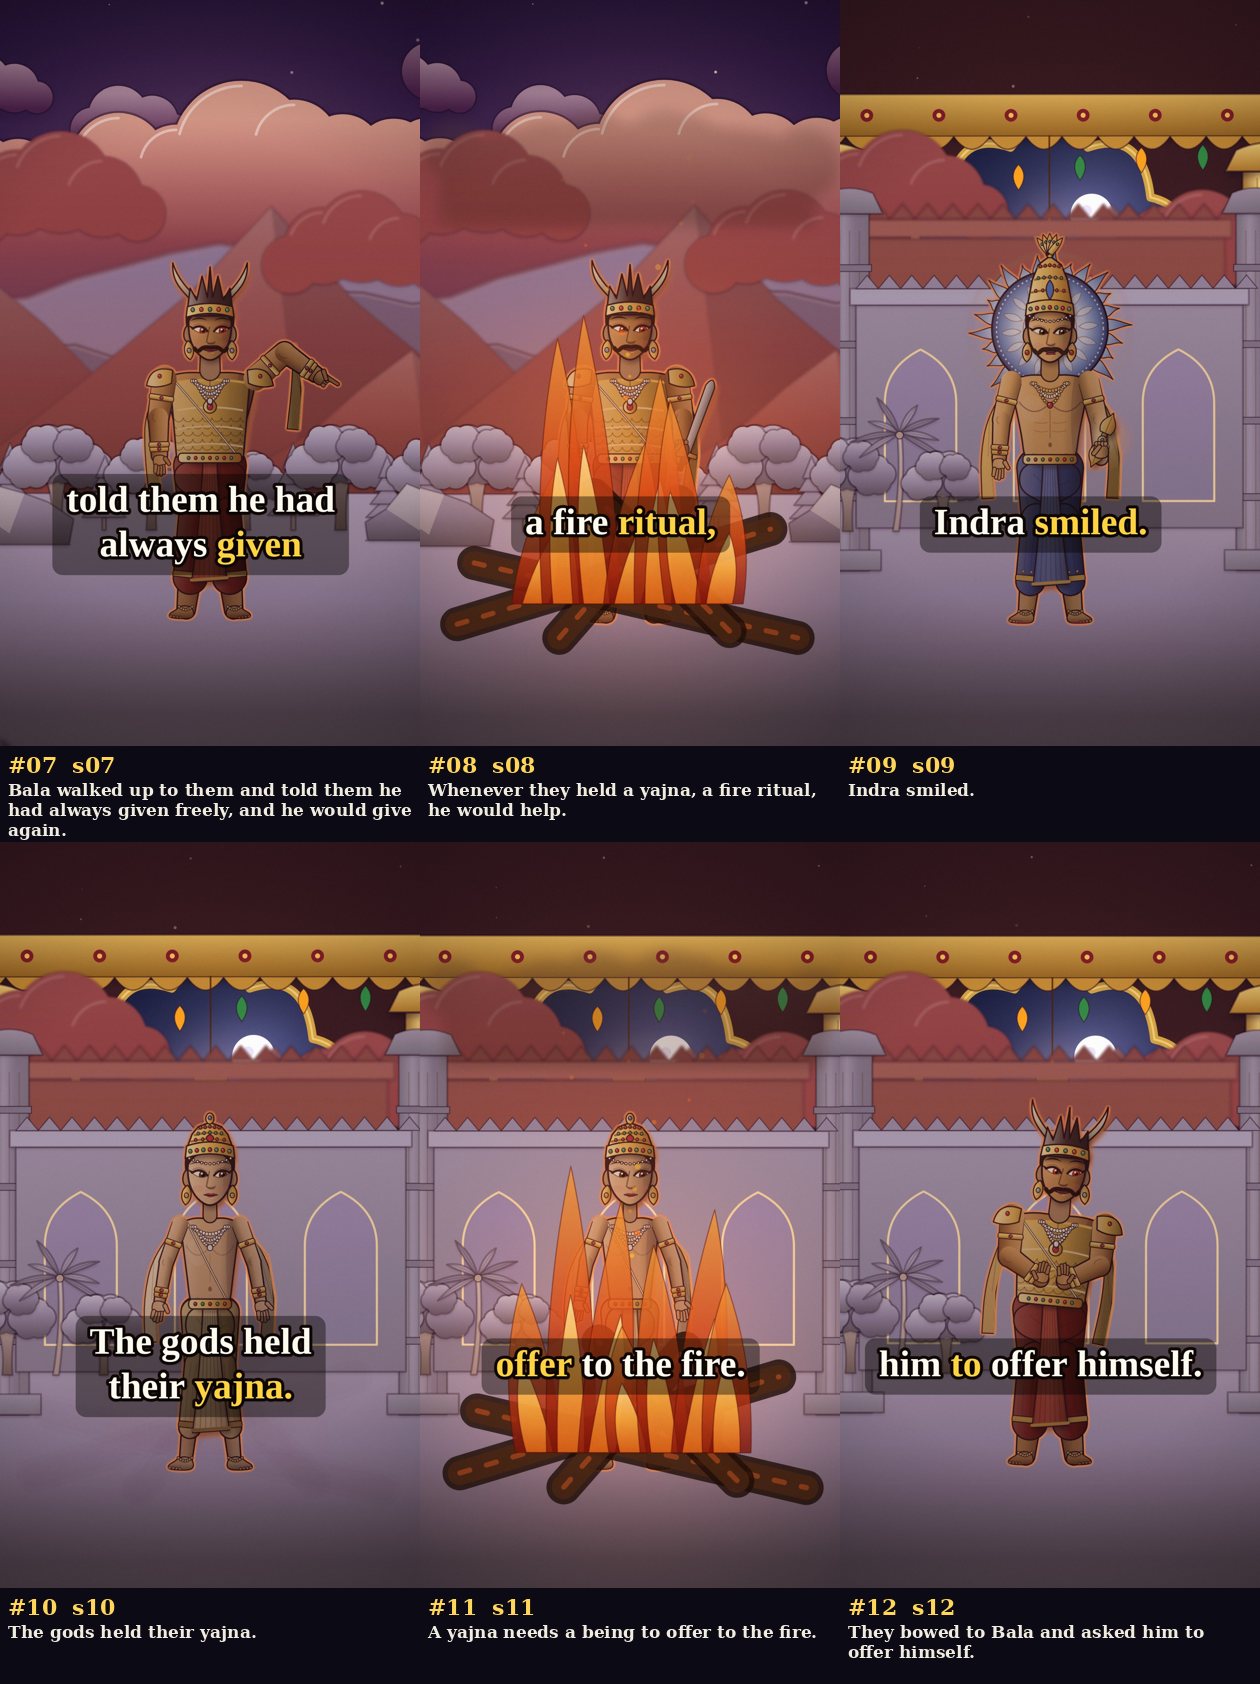 told them he had
always given
#07 s07
Bala walked up to them and told them he
had always given freely, and he would give
again.
a fire ritual,
#08 s08
Whenever they held a yajna, a fire ritual,
he would help.
Indra smiled.
#09 s09
Indra smiled.
The gods held
their yajna.
#10 s10
The gods held their yajna.
offer to the fire.
#11 s11
A yajna needs a being to offer to the fire.
him to offer himself.
#12 s12
They bowed to Bala and asked him to
offer himself.